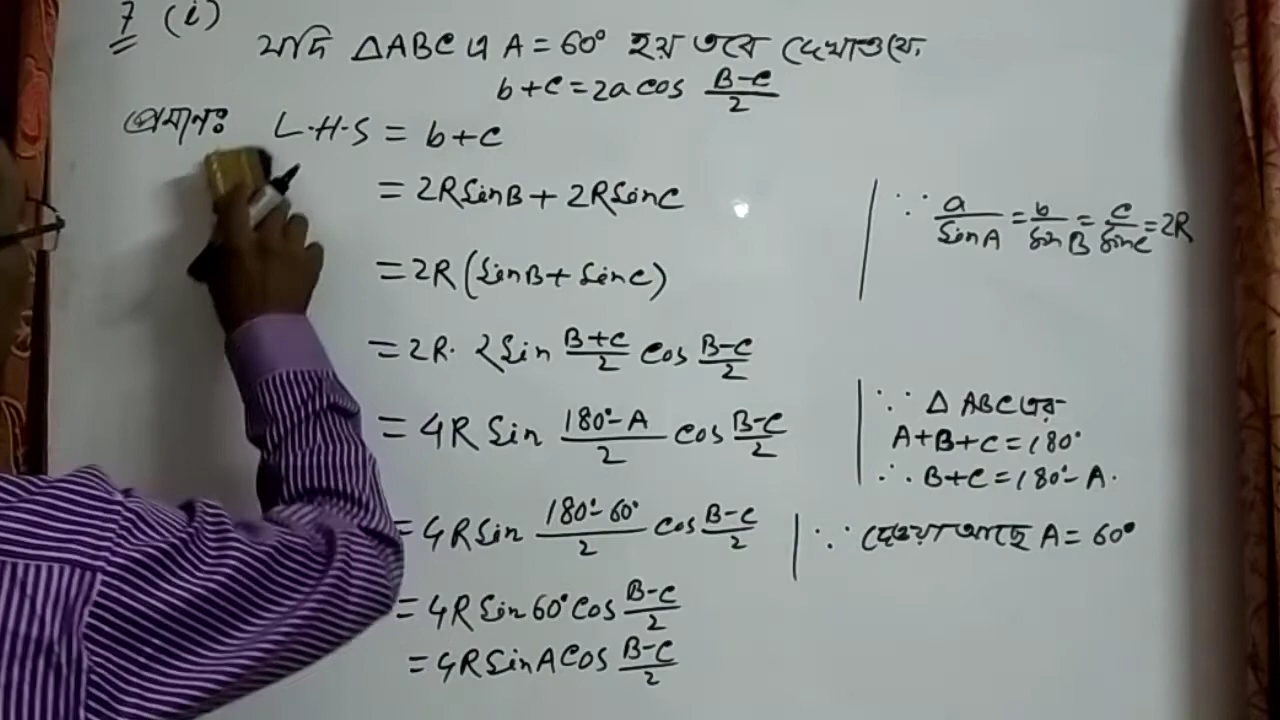 7 (i)
যদি ΔABC এ A = 60° হয় তবে দেখাও যে,
b+c = 2a cos (B-C)/2
প্রমাণঃ L.H.S = b+c
= 2R sinB + 2R sinC
∵ a/sinA = b/sinB = c/sinC = 2R
= 2R (sinB + sinC)
= 2R. 2 sin (B+C)/2 cos (B-C)/2
= 4R sin (180°-A)/2 cos (B-C)/2
∵ Δ ABC এর
A+B+C = 180°
∴ B+C = 180°-A.
= 4R sin (180°-60°)/2 cos (B-C)/2
∵ দেওয়া আছে A = 60°
= 4R sin 60° cos (B-C)/2
= 4R sinA cos (B-C)/2